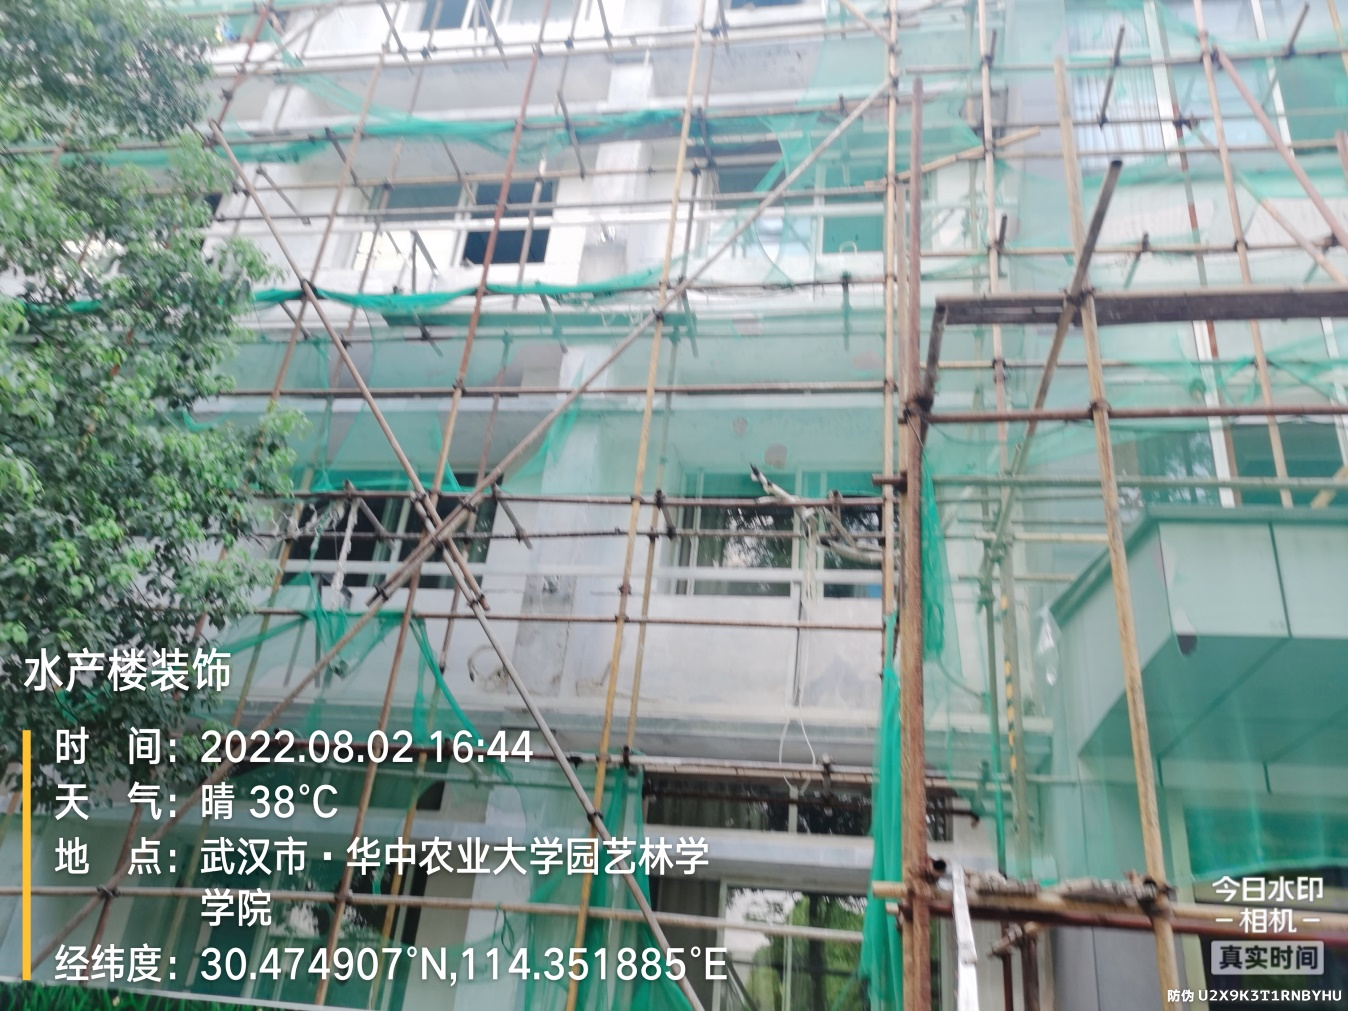 水产楼装饰
时 间：2022.08.02 16:44
天 气：晴 38°C
地 点：武汉市·华中农业大学园艺林学
学院
经纬度：30.474907°N,114.351885°E
今日水印
－相机－
真实时间
防伪 U2X9K3T1RNBYHU